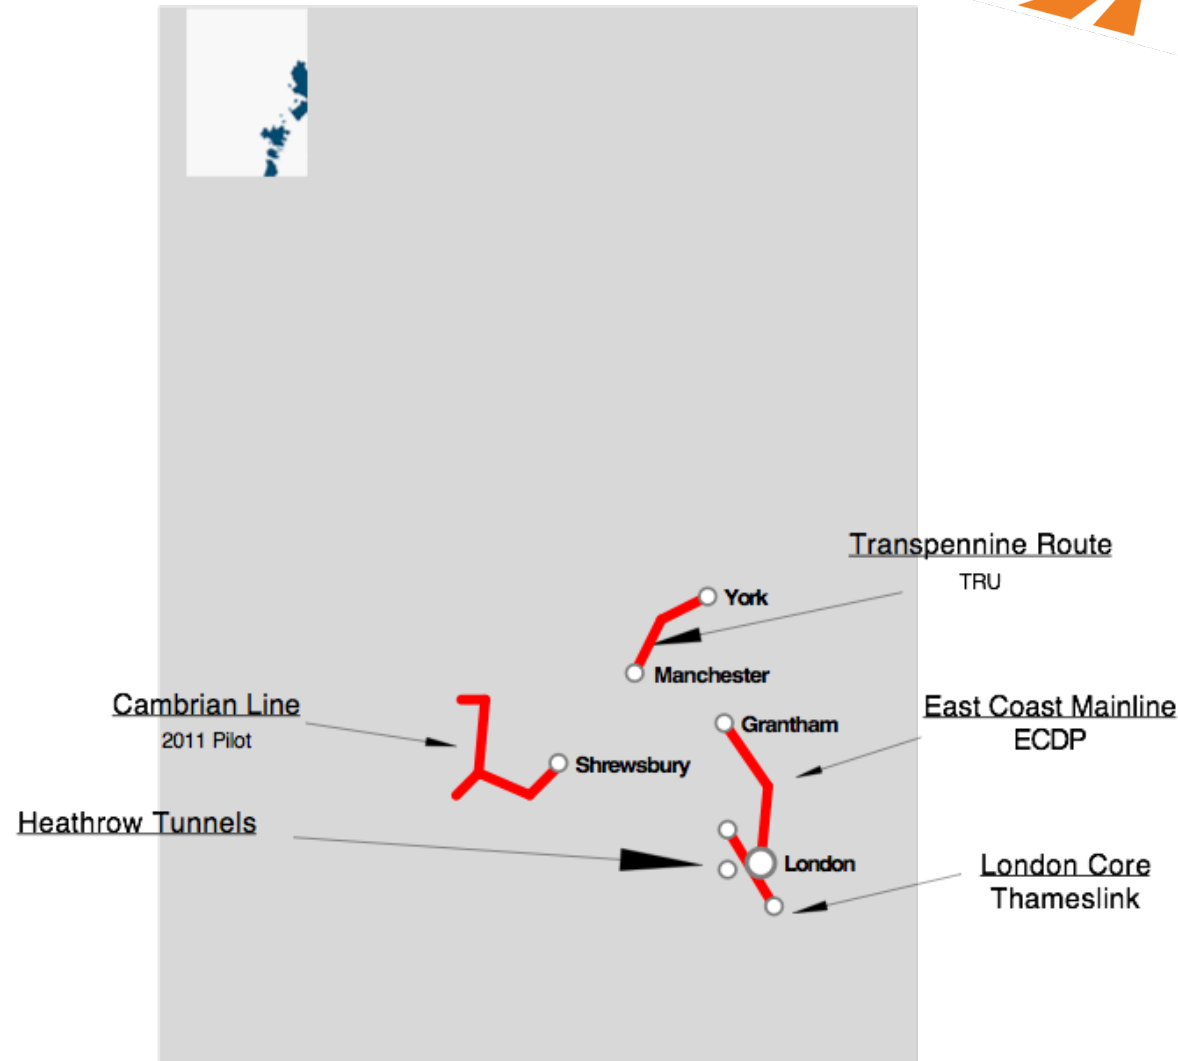 Transpennine Route
TRU
York
Manchester
Cambrian Line
2011 Pilot
East Coast Mainline
ECDP
Grantham
Shrewsbury
Heathrow Tunnels
London
London Core
Thameslink